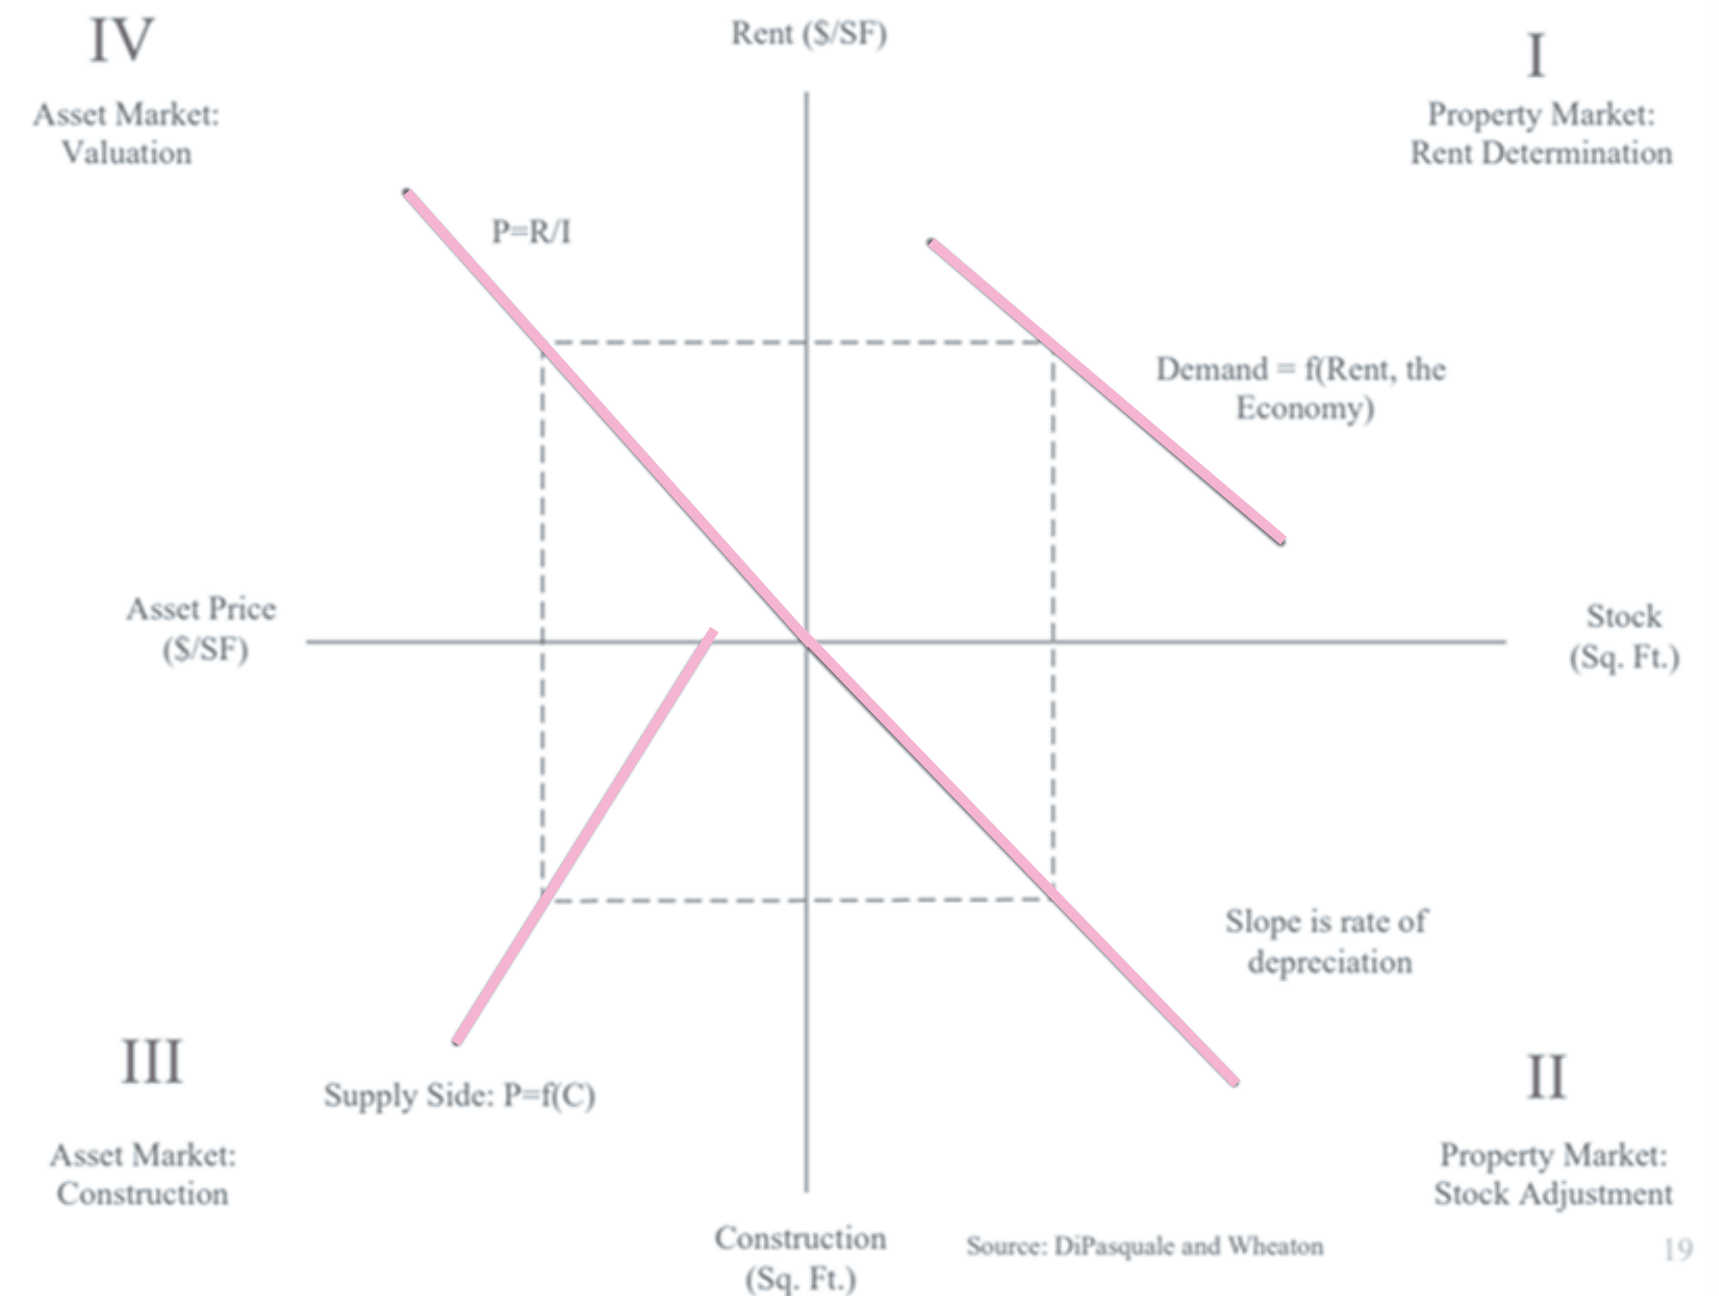 IV
Asset Market:
Valuation
Rent ($/SF)
I
Property Market:
Rent Determination
P=R/I
Demand = f(Rent, the
Economy)
Asset Price
($/SF)
Stock
(Sq. Ft.)
Slope is rate of
depreciation
III
Supply Side: P=f(C)
Asset Market:
Construction
II
Property Market:
Stock Adjustment
Construction
(Sq. Ft.)
Source: DiPasquale and Wheaton
19